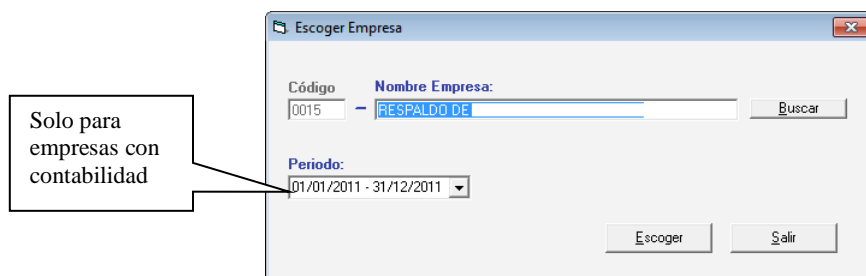 Escoger Empresa
Código
Nombre Empresa:
0015
–
RESPALDO DE
Buscar
Solo para
empresas con
contabilidad
Periodo:
01/01/2011 - 31/12/2011
Escoger
Salir